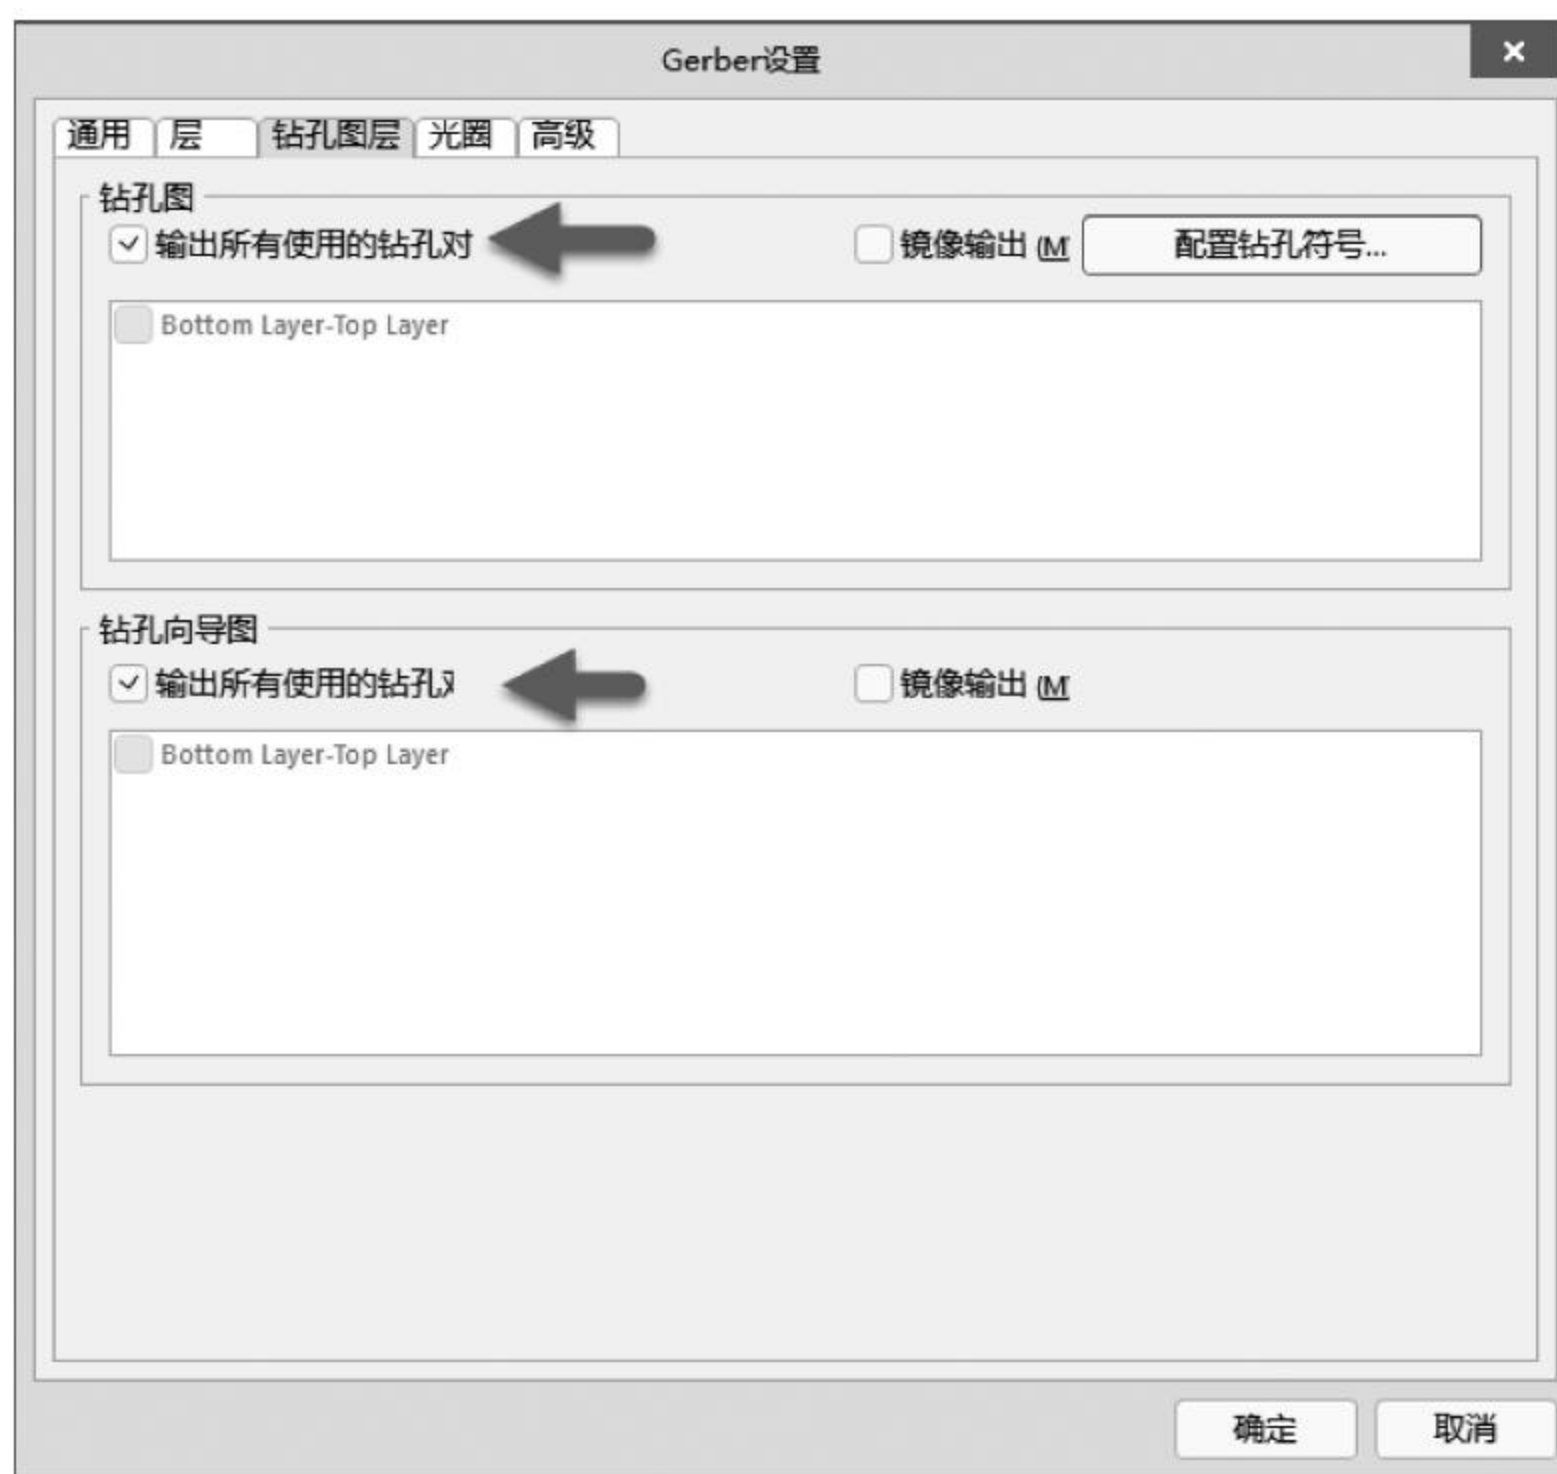 Gerber设置
通用 层 钻孔图层 光圈 高级
钻孔图
输出所有使用的钻孔对 镜像输出 (M 配置钻孔符号...
Bottom Layer-Top Layer
钻孔向导图
输出所有使用的钻孔 镜像输出 (M
Bottom Layer-Top Layer
确定 取消